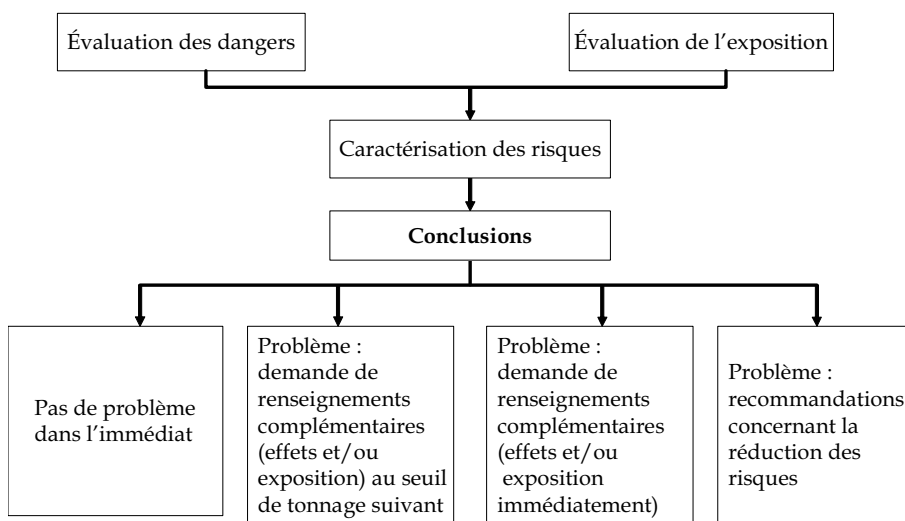 Évaluation des dangers
Évaluation de l’exposition
Caractérisation des risques
Conclusions
Pas de problème
dans l’immédiat
Problème :
demande de
renseignements
complémentaires
(effets et/ou
exposition) au seuil
de tonnage suivant
Problème :
demande de
renseignements
complémentaires
(effets et/ou
exposition
immédiatement)
Problème :
recommandations
concernant la
réduction des
risques